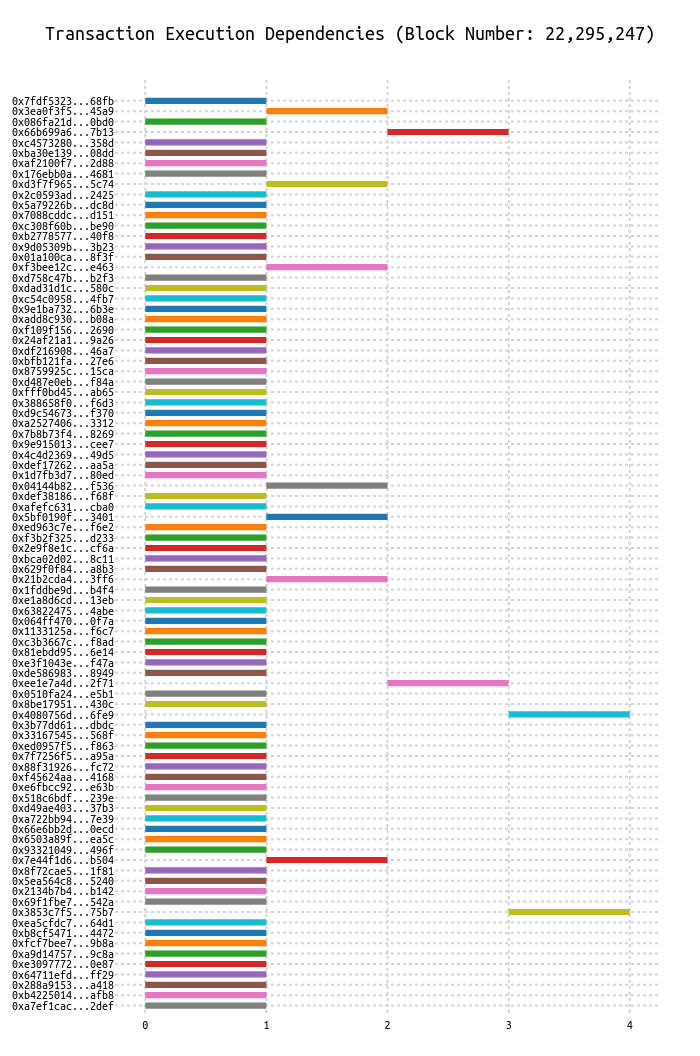 Transaction Execution Dependencies (Block Number: 22,295,247)
0x7fdf5323...68fb
0x3ea0f3f5...45a9
0x086fa21d...0bd0
0x66b699a6...7b13
0xc4573280...358d
0xba30e139...08dd
0xaf2100f7...2d88
0x176ebb0a...4681
0xd3f7f965...5c74
0x2c0593ad...2425
0x5a79226b...dc8d
0x7088cddc...d151
0xc308f60b...be90
0xb2778577...40f8
0x9d05309b...3b23
0x01a100ca...8f3f
0xf3bee12c...e463
0xd758c47b...b2f3
0xdad31d1c...580c
0xc54c0958...4fb7
0x9e1ba732...6b3e
0xadd8c930...b08a
0xf109f156...2690
0x24af21a1...9a26
0xdf216908...46a7
0xbfb121fa...27e6
0x8759925c...15ca
0xd487e0eb...f84a
0xfff0bd45...ab65
0x388658f0...f6d3
0xd9c54673...f370
0xa2527406...3312
0x7b8b73f4...8269
0x9e915013...cee7
0x4c4d2369...49d5
0xdef17262...aa5a
0x1d7fb3d7...80ed
0x04144b82...f536
0xdef38186...f68f
0xafefc631...cba0
0x5bf0190f...3401
0xed963c7e...f6e2
0xf3b2f325...d233
0x2e9f8e1c...cf6a
0xbca02d02...8c11
0x629f0f84...a8b3
0x21b2cda4...3ff6
0x1fddbe9d...b4f4
0xe1a8d6cd...13eb
0x63822475...4abe
0x064ff470...0f7a
0x1133125a...f6c7
0xc3b3667c...f8ad
0x81ebdd95...6e14
0xe3f1043e...f47a
0xde586983...8949
0xee1e7a4d...2f71
0x0510fa24...e5b1
0x8be17951...430c
0x4080756d...6fe9
0x3b77dd61...dbdc
0x33167545...568f
0xed0957f5...f863
0x7f7256f5...a95a
0x88f31926...fc72
0xf45624aa...4168
0xe6fbcc92...e63b
0x518c6bdf...239e
0xd49ae403...37b3
0xa722bb94...7e39
0x66e6bb2d...0ecd
0x6503a89f...ea5c
0x93321049...496f
0x7e44f1d6...b504
0x8f72cae5...1f81
0x5ea564c8...5240
0x2134b7b4...b142
0x69f1fbe7...542a
0x3853c7f5...75b7
0xea5cfdc7...64d1
0xb8cf5471...4472
0xfcf7bee7...9b8a
0xa9d14757...9c8a
0xe3097772...0e87
0x64711efd...ff29
0x288a9153...a418
0xb4225014...afb8
0xa7ef1cac...2def
0 1 2 3 4